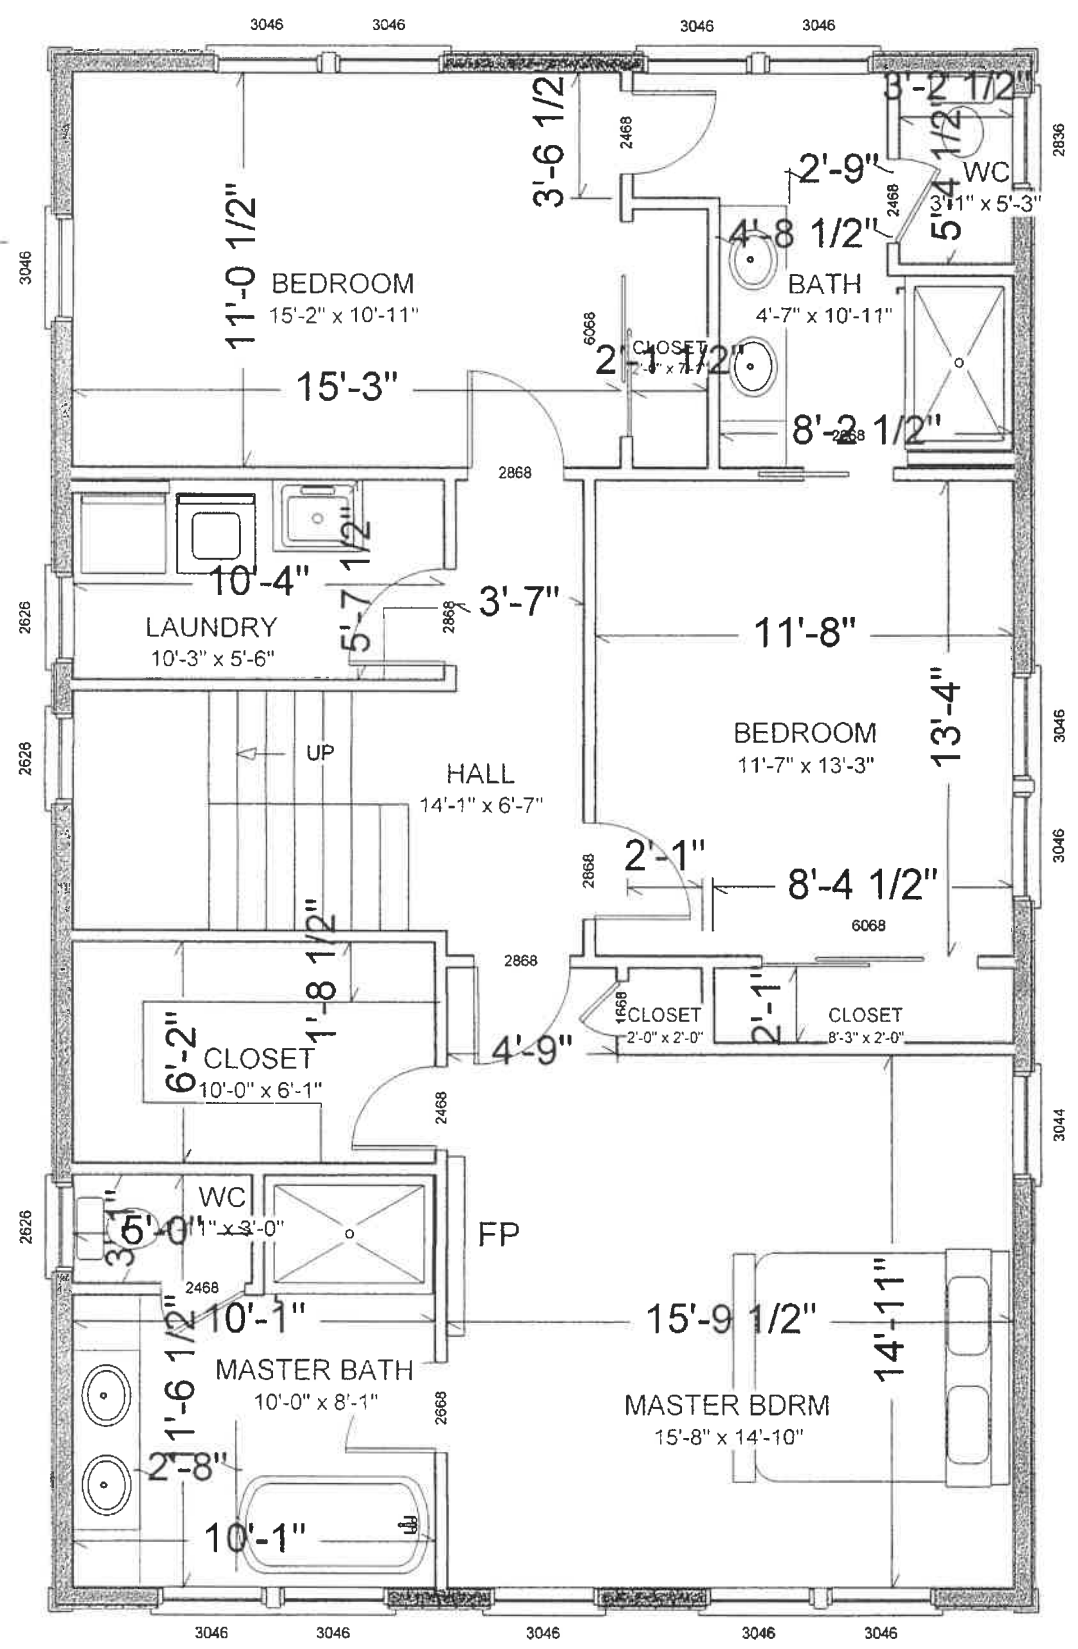 3046
3046
3046
3046
3'-2 1/2"
3'-6 1/2
2468
5'-4 1/2"
2836
2'-9"
WC
3'-1" x 5'-3"
2468
11'-0 1/2"
4'-8 1/2"
3046
BEDROOM
15'-2" x 10'-11"
BATH
4'-7" x 10'-11"
6068
CLOSET
2'-1 1/2"
15'-3"
8'-2 1/2"
2868
10'-4"
5'-7 1/2"
2868
3'-7"
2626
LAUNDRY
10'-3" x 5'-6"
11'-8"
13'-4"
3046
BEDROOM
11'-7" x 13'-3"
2626
UP
HALL
14'-1" x 6'-7"
3046
2868
2'-1"
8'-4 1/2"
6068
1'-8 1/2"
2868
1668
CLOSET
2'-0" x 2'-0"
2'-1"
CLOSET
8'-3" x 2'-0"
6'-2"
CLOSET
10'-0" x 6'-1"
4'-9"
2468
3044
WC
5'-0"
3'-1"
2626
FP
2468
10'-1"
15'-9 1/2"
14'-11"
11'-6 1/2"
MASTER BATH
10'-0" x 8'-1"
2668
MASTER BDRM
15'-8" x 14'-10"
2'-8"
10'-1"
3046
3046
3046
3046
3046